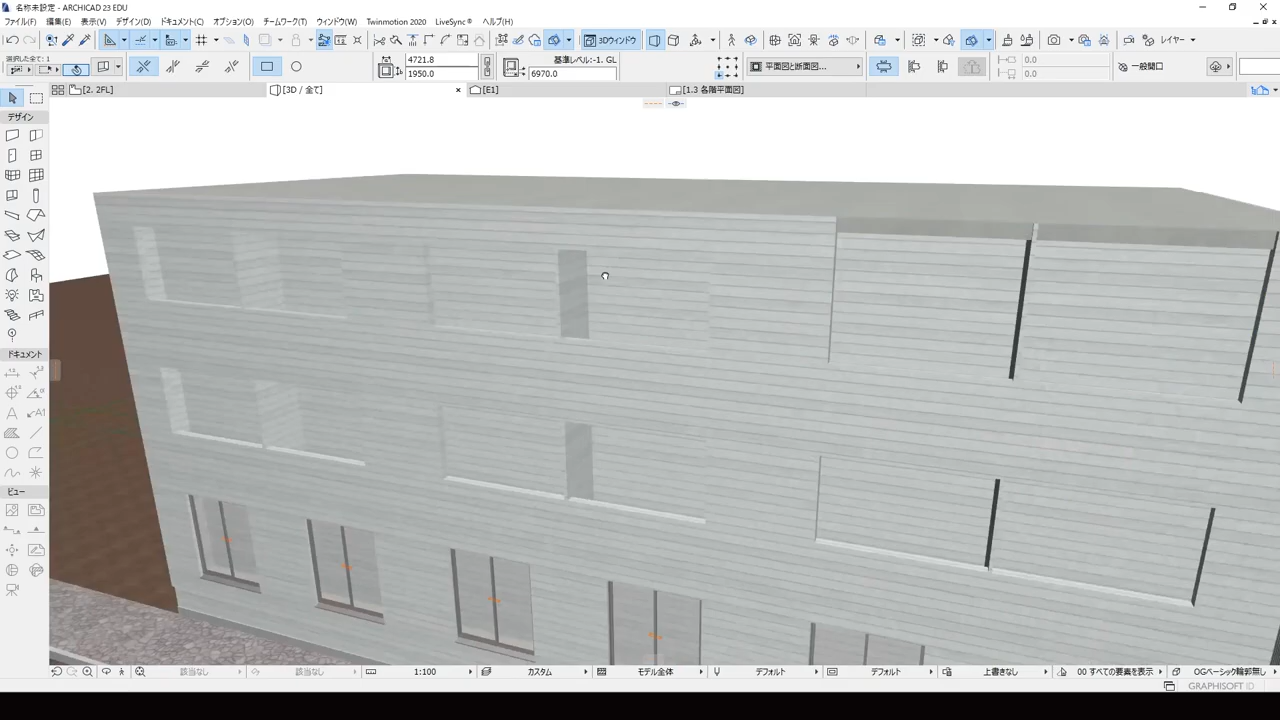 名称未設定 - ARCHICAD 23 EDU
ファイル(F) 編集(E) 表示(V) デザイン(D) ドキュメント(C) オプション(O) チームワーク(T) ウィンドウ(W) Twinmotion 2020 LiveSync® ヘルプ(H)
3Dウィンドウ レイヤー
選択した全て: 1
4721.8
1950.0
基準レベル:-1. GL
6970.0
平面図と断面図...
0.0
0.0
一般開口
[2. 2FL] [3D / 全て] [E1] [1.3 各階平面図]
デザイン
ドキュメント
ビュー
該当なし 該当なし 1:100 カスタム モデル全体 デフォルト デフォルト 上書きなし 00 すべての要素を表示 OGベーシック輪郭無し
GRAPHISOFT ID